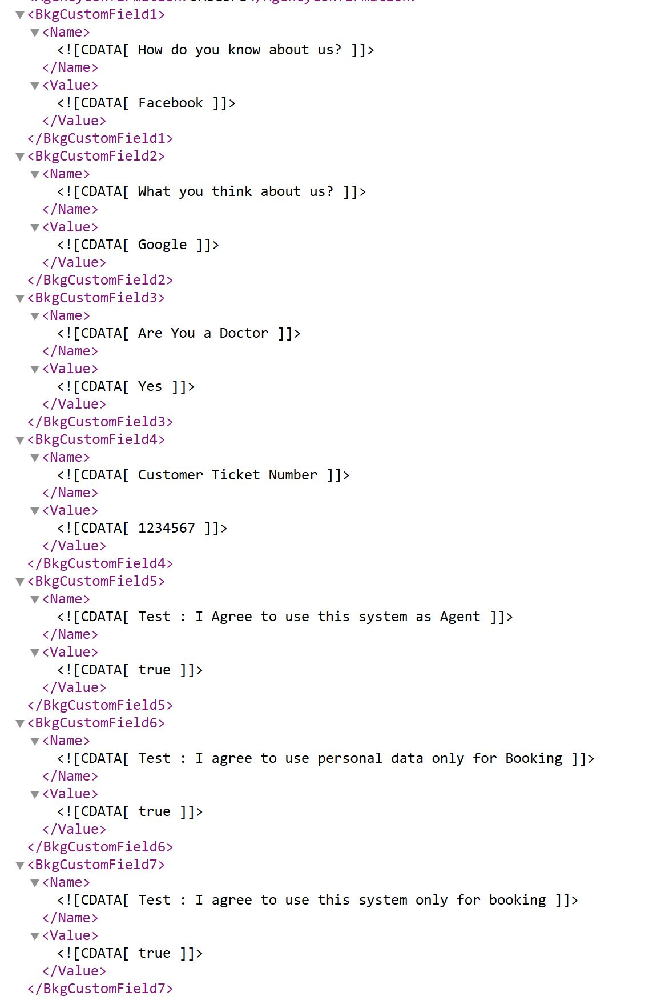 <BkgCustomField1>
<Name>
<![CDATA[ How do you know about us? ]]>
</Name>
<Value>
<![CDATA[ Facebook ]]>
</Value>
</BkgCustomField1>
<BkgCustomField2>
<Name>
<![CDATA[ What you think about us? ]]>
</Name>
<Value>
<![CDATA[ Google ]]>
</Value>
</BkgCustomField2>
<BkgCustomField3>
<Name>
<![CDATA[ Are You a Doctor ]]>
</Name>
<Value>
<![CDATA[ Yes ]]>
</Value>
</BkgCustomField3>
<BkgCustomField4>
<Name>
<![CDATA[ Customer Ticket Number ]]>
</Name>
<Value>
<![CDATA[ 1234567 ]]>
</Value>
</BkgCustomField4>
<BkgCustomField5>
<Name>
<![CDATA[ Test : I Agree to use this system as Agent ]]>
</Name>
<Value>
<![CDATA[ true ]]>
</Value>
</BkgCustomField5>
<BkgCustomField6>
<Name>
<![CDATA[ Test : I agree to use personal data only for Booking ]]>
</Name>
<Value>
<![CDATA[ true ]]>
</Value>
</BkgCustomField6>
<BkgCustomField7>
<Name>
<![CDATA[ Test : I agree to use this system only for booking ]]>
</Name>
<Value>
<![CDATA[ true ]]>
</Value>
</BkgCustomField7>